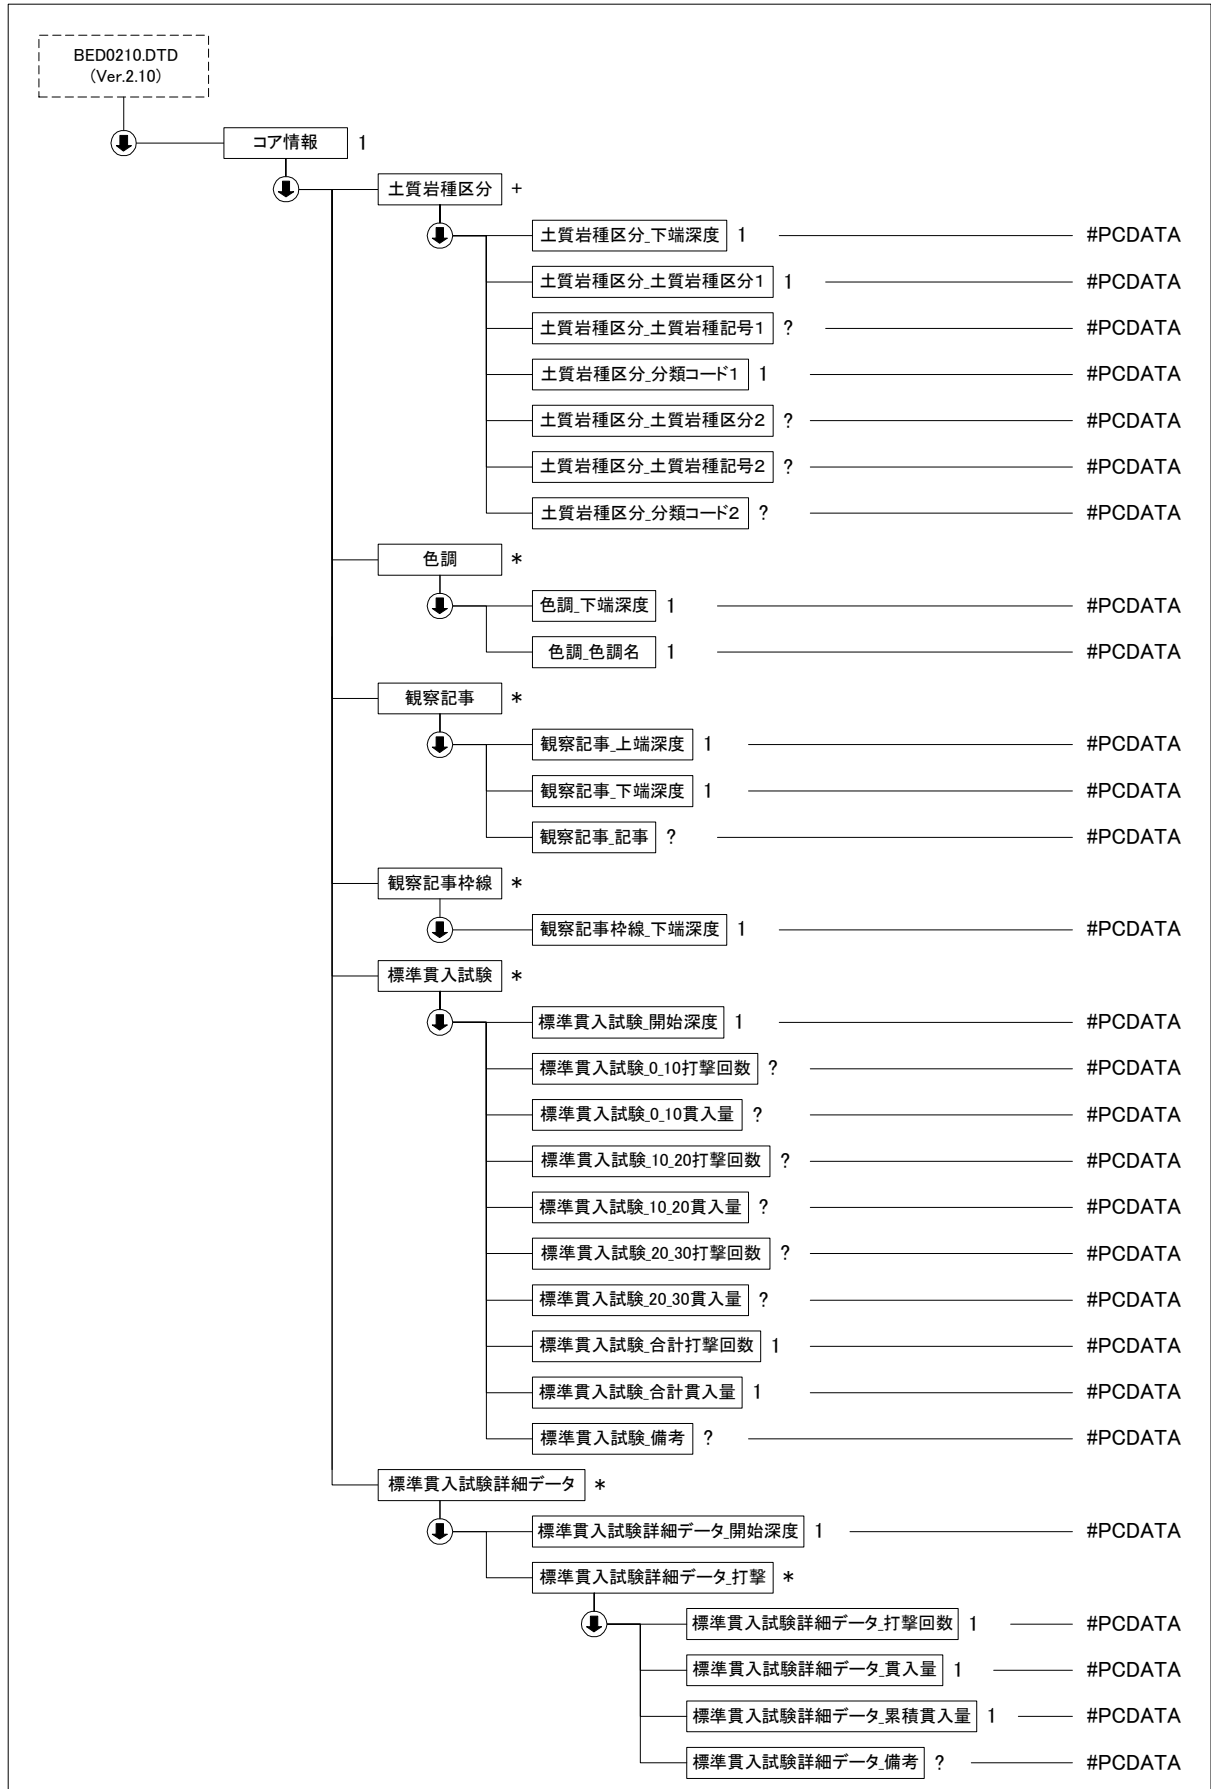 BED0210.DTD
(Ver.2.10)
コア情報 1
土質岩種区分 +
土質岩種区分_下端深度 1 #PCDATA
土質岩種区分_土質岩種区分1 1 #PCDATA
土質岩種区分_土質岩種記号1 ? #PCDATA
土質岩種区分_分類コード1 1 #PCDATA
土質岩種区分_土質岩種区分2 ? #PCDATA
土質岩種区分_土質岩種記号2 ? #PCDATA
土質岩種区分_分類コード2 ? #PCDATA
色調 *
色調_下端深度 1 #PCDATA
色調_色調名 1 #PCDATA
観察記事 *
観察記事_上端深度 1 #PCDATA
観察記事_下端深度 1 #PCDATA
観察記事_記事 ? #PCDATA
観察記事枠線 *
観察記事枠線_下端深度 1 #PCDATA
標準貫入試験 *
標準貫入試験_開始深度 1 #PCDATA
標準貫入試験_0_10打撃回数 ? #PCDATA
標準貫入試験_0_10貫入量 ? #PCDATA
標準貫入試験_10_20打撃回数 ? #PCDATA
標準貫入試験_10_20貫入量 ? #PCDATA
標準貫入試験_20_30打撃回数 ? #PCDATA
標準貫入試験_20_30貫入量 ? #PCDATA
標準貫入試験_合計打撃回数 1 #PCDATA
標準貫入試験_合計貫入量 1 #PCDATA
標準貫入試験_備考 ? #PCDATA
標準貫入試験詳細データ *
標準貫入試験詳細データ_開始深度 1 #PCDATA
標準貫入試験詳細データ_打撃 *
標準貫入試験詳細データ_打撃回数 1 #PCDATA
標準貫入試験詳細データ_貫入量 1 #PCDATA
標準貫入試験詳細データ_累積貫入量 1 #PCDATA
標準貫入試験詳細データ_備考 ? #PCDATA